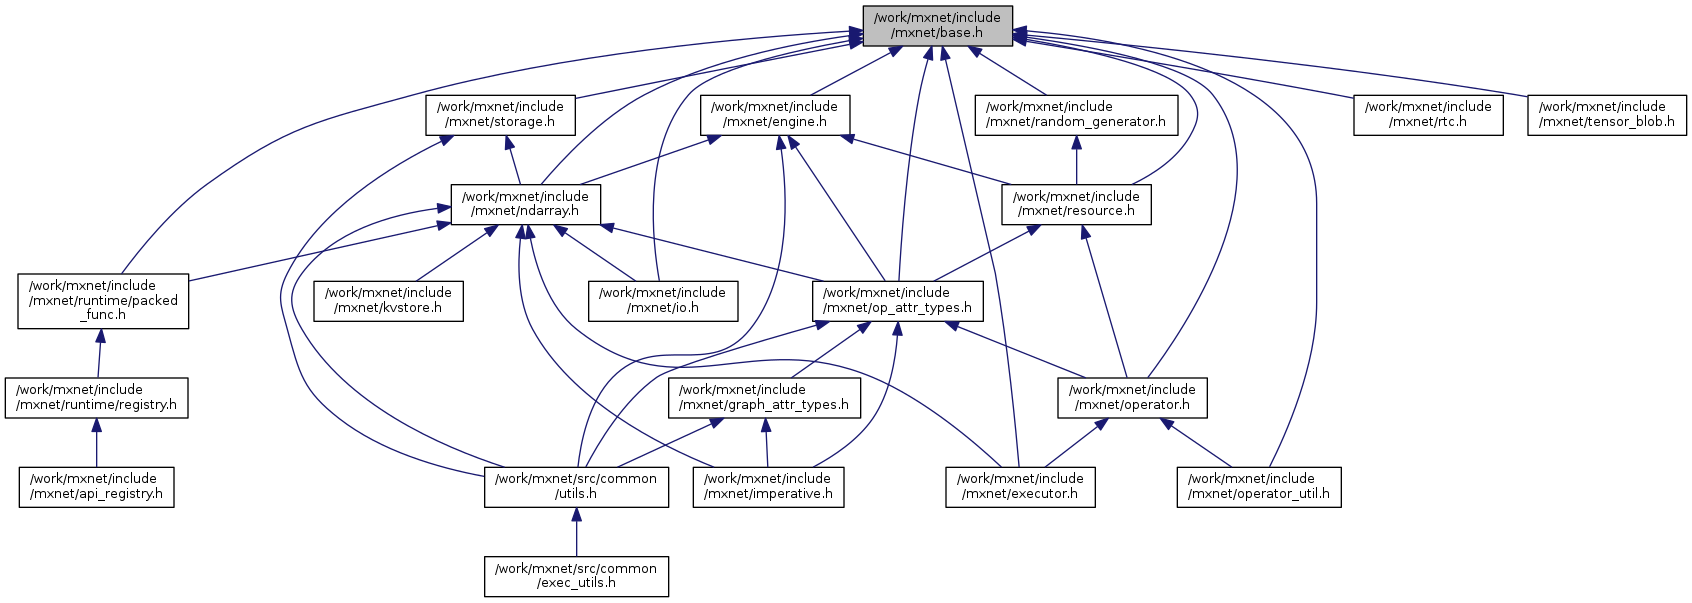 /work/mxnet/include
/mxnet/base.h
/work/mxnet/include
/mxnet/storage.h
/work/mxnet/include
/mxnet/engine.h
/work/mxnet/include
/mxnet/random_generator.h
/work/mxnet/include
/mxnet/rtc.h
/work/mxnet/include
/mxnet/tensor_blob.h
/work/mxnet/include
/mxnet/ndarray.h
/work/mxnet/include
/mxnet/resource.h
/work/mxnet/include
/mxnet/runtime/packed
_func.h
/work/mxnet/include
/mxnet/kvstore.h
/work/mxnet/include
/mxnet/io.h
/work/mxnet/include
/mxnet/op_attr_types.h
/work/mxnet/include
/mxnet/runtime/registry.h
/work/mxnet/include
/mxnet/graph_attr_types.h
/work/mxnet/include
/mxnet/operator.h
/work/mxnet/include
/mxnet/api_registry.h
/work/mxnet/src/common
/utils.h
/work/mxnet/include
/mxnet/imperative.h
/work/mxnet/include
/mxnet/executor.h
/work/mxnet/include
/mxnet/operator_util.h
/work/mxnet/src/common
/exec_utils.h